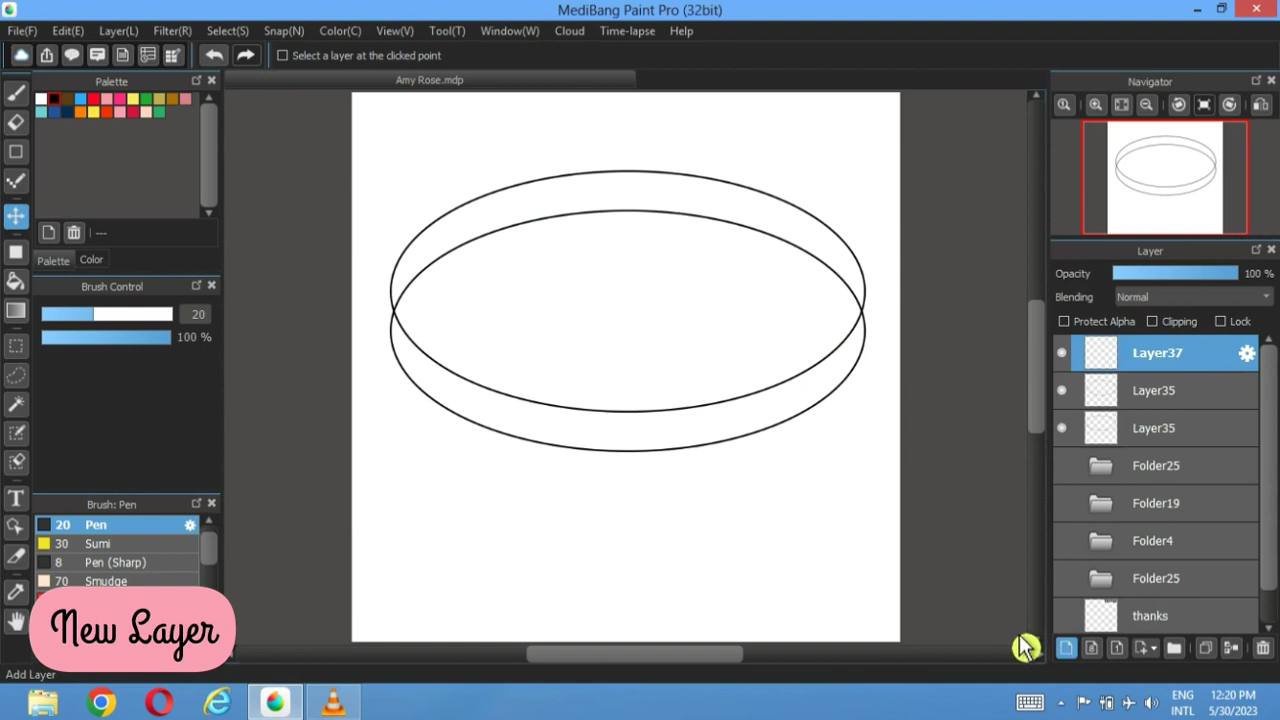 MediBang Paint Pro (32bit)
File(F) Edit(E) Layer(L) Filter(R) Select(S) Snap(N) Color(C) View(V) Tool(T) Window(W) Cloud Time-lapse Help
Select a layer at the clicked point
Palette
Amy Rose.mdp
Navigator
---
Palette Color
Brush Control
20
100 %
Layer
Opacity 100 %
Blending Normal
Protect Alpha Clipping Lock
Layer37
Layer35
Layer35
Folder25
Folder19
Folder4
Folder25
thanks
Brush: Pen
20 Pen
30 Sumi
8 Pen (Sharp)
70 Smudge
New Layer
Add Layer
T
ENG
INTL
12:20 PM
5/30/2023